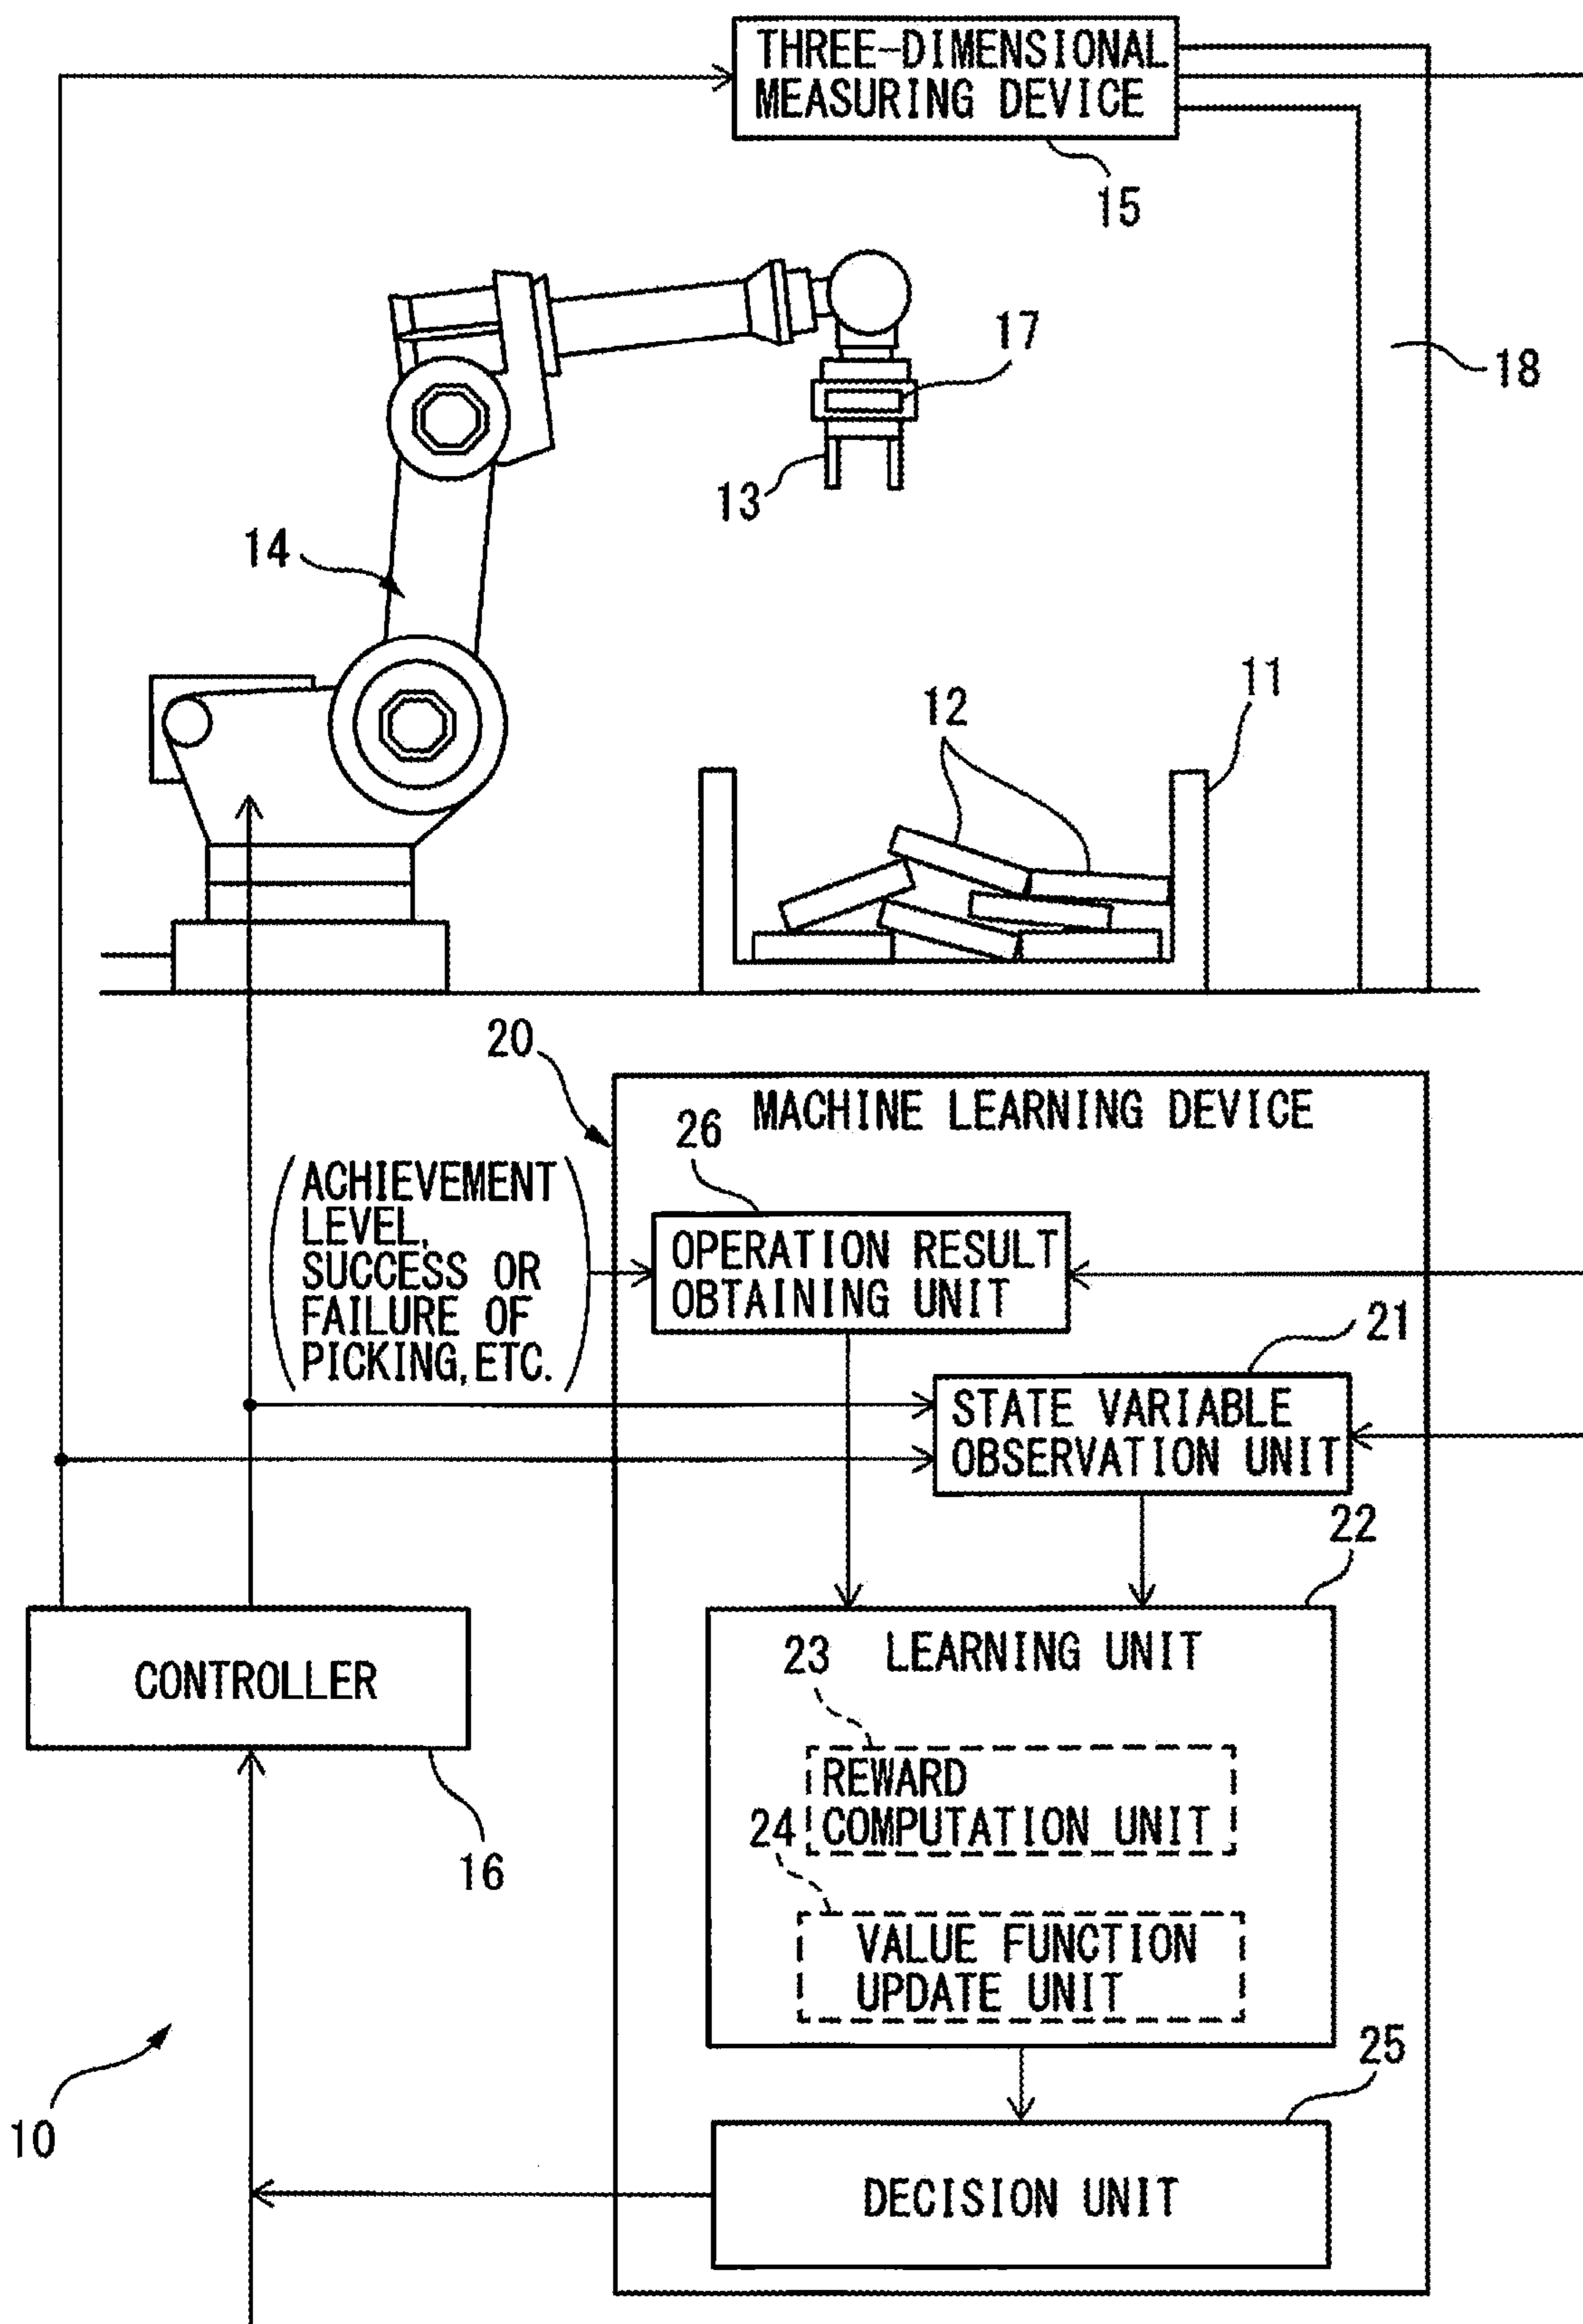 THREE-DIMENSIONAL
MEASURING DEVICE
15
17
18
13
14
12
11
20
MACHINE LEARNING DEVICE
26
ACHIEVEMENT
LEVEL,
SUCCESS OR
FAILURE OF
PICKING, ETC.
OPERATION RESULT
OBTAINING UNIT
21
STATE VARIABLE
OBSERVATION UNIT
22
23
LEARNING UNIT
CONTROLLER
REWARD
COMPUTATION UNIT
24
16
VALUE FUNCTION
UPDATE UNIT
25
10
DECISION UNIT